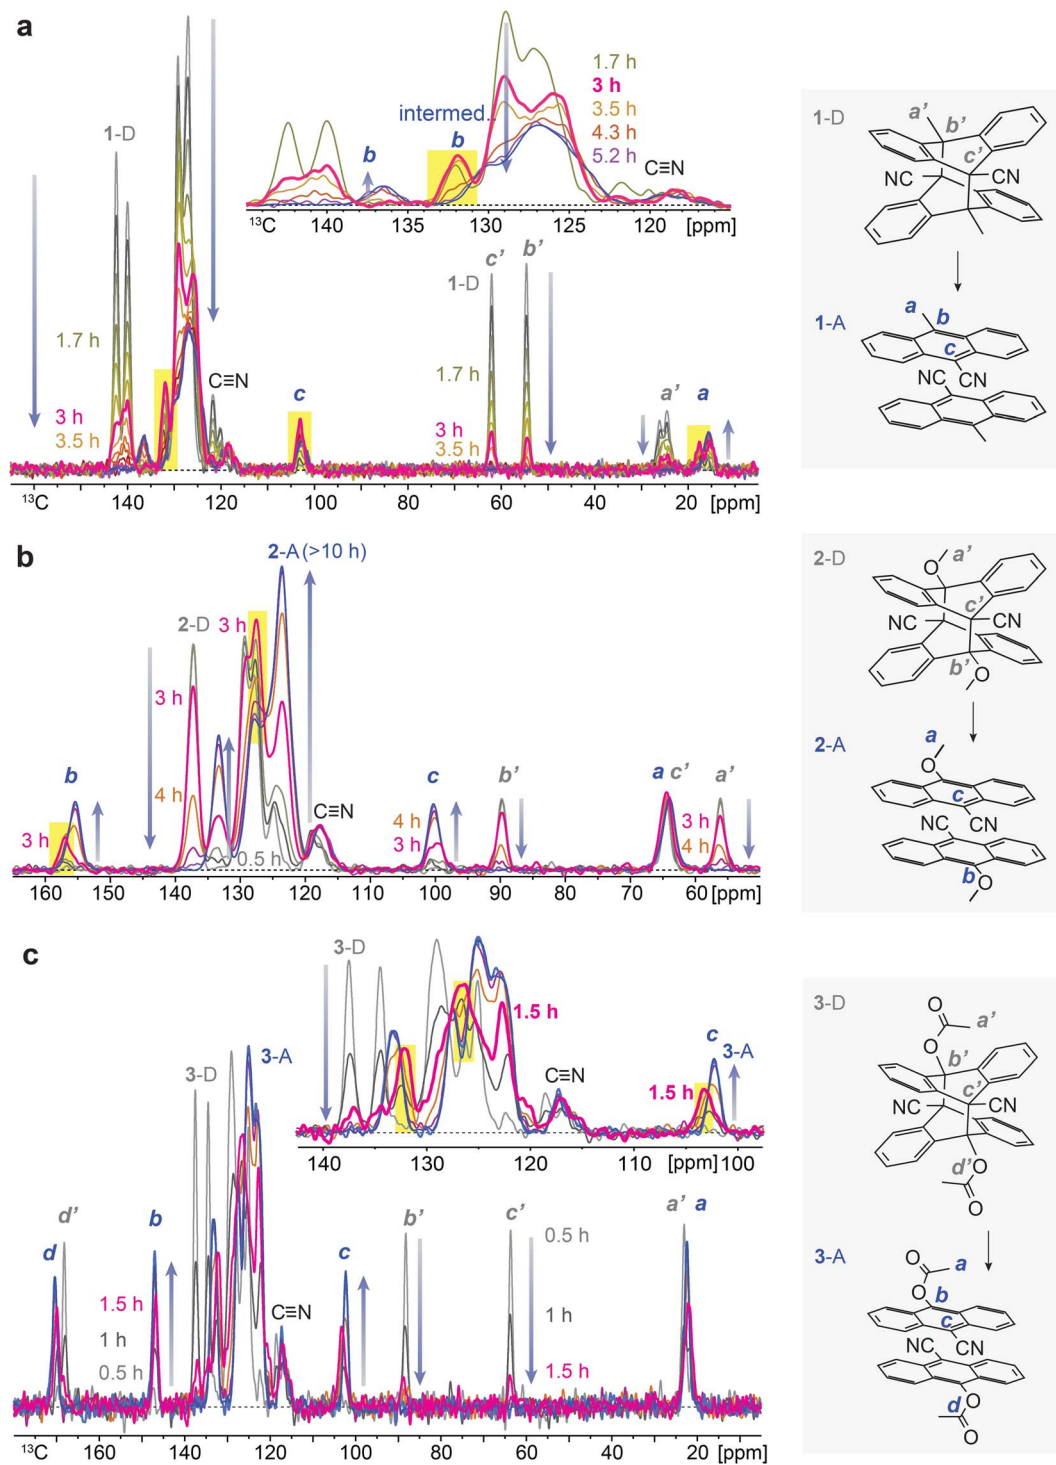 a
1-D
1.7 h
3 h
3.5 h
C≡N
c
intermed..
b
b
1.7 h
3 h
3.5 h
4.3 h
5.2 h
C≡N
¹³C 140 135 130 125 120 [ppm]
c’ b’
1-D
1.7 h
3 h
3.5 h
a’ a
¹³C 140 120 100 80 60 40 20 [ppm]
1-D
a’
b’
c’
NC CN
1-A
a
b
c
NC CN
b
2-A (>10 h)
2-D 3 h
3 h
b
4 h
3 h
0.5 h
C≡N
c
4 h
3 h
b’
a c’ a’
3 h
4 h
160 150 140 130 120 110 100 90 80 70 60 [ppm]
2-D
O a’
c’
NC CN
b’
O
2-A
a
O
c
NC CN
b
O
c
3-D
1.5 h
C≡N
c
3-A
1.5 h
140 130 120 110 [ppm] 100
3-A
3-D
d’
d b
1.5 h
1 h
0.5 h
C≡N
c
b’ c’
0.5 h
1 h
1.5 h
a’ a
¹³C 160 140 120 100 80 60 40 20 [ppm]
3-D
O
a’
O
b’
c’
NC CN
d’ O
O
3-A
O
a
O
b
c
NC CN
d O
O